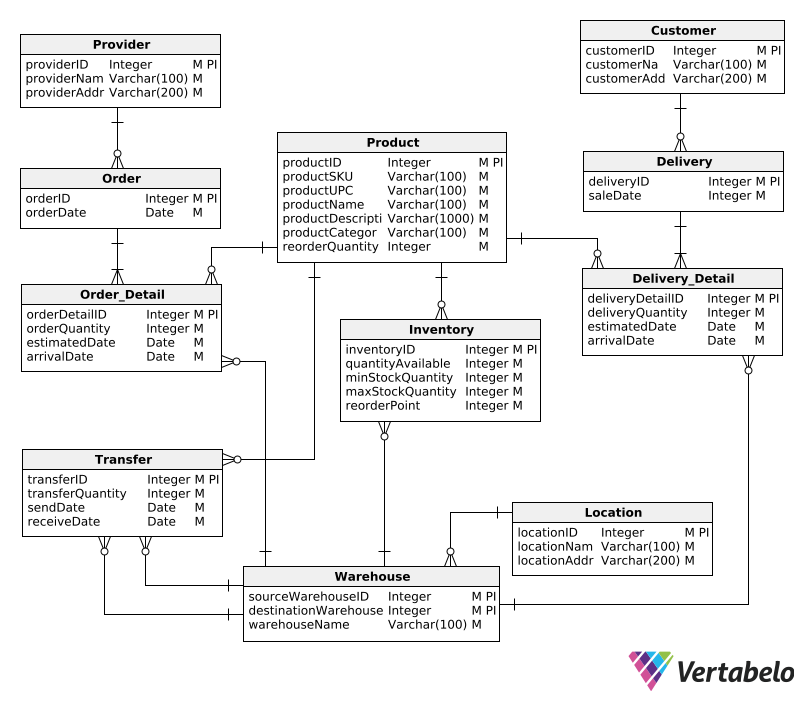 Provider
providerID Integer M PI
providerNam Varchar(100) M
providerAddr Varchar(200) M
Customer
customerID Integer M PI
customerNa Varchar(100) M
customerAdd Varchar(200) M
Product
productID Integer M PI
productSKU Varchar(100) M
productUPC Varchar(100) M
productName Varchar(100) M
productDescripti Varchar(1000) M
productCategor Varchar(100) M
reorderQuantity Integer M
Order
orderID Integer M PI
orderDate Date M
Delivery
deliveryID Integer M PI
saleDate Integer M
Order_Detail
orderDetailID Integer M PI
orderQuantity Integer M
estimatedDate Date M
arrivalDate Date M
Delivery_Detail
deliveryDetailID Integer M PI
deliveryQuantity Integer M
estimatedDate Date M
arrivalDate Date M
Inventory
inventoryID Integer M PI
quantityAvailable Integer M
minStockQuantity Integer M
maxStockQuantity Integer M
reorderPoint Integer M
Transfer
transferID Integer M PI
transferQuantity Integer M
sendDate Date M
receiveDate Date M
Location
locationID Integer M PI
locationNam Varchar(100) M
locationAddr Varchar(200) M
Warehouse
sourceWarehouseID Integer M PI
destinationWarehouse Integer M PI
warehouseName Varchar(100) M
Vertabelo